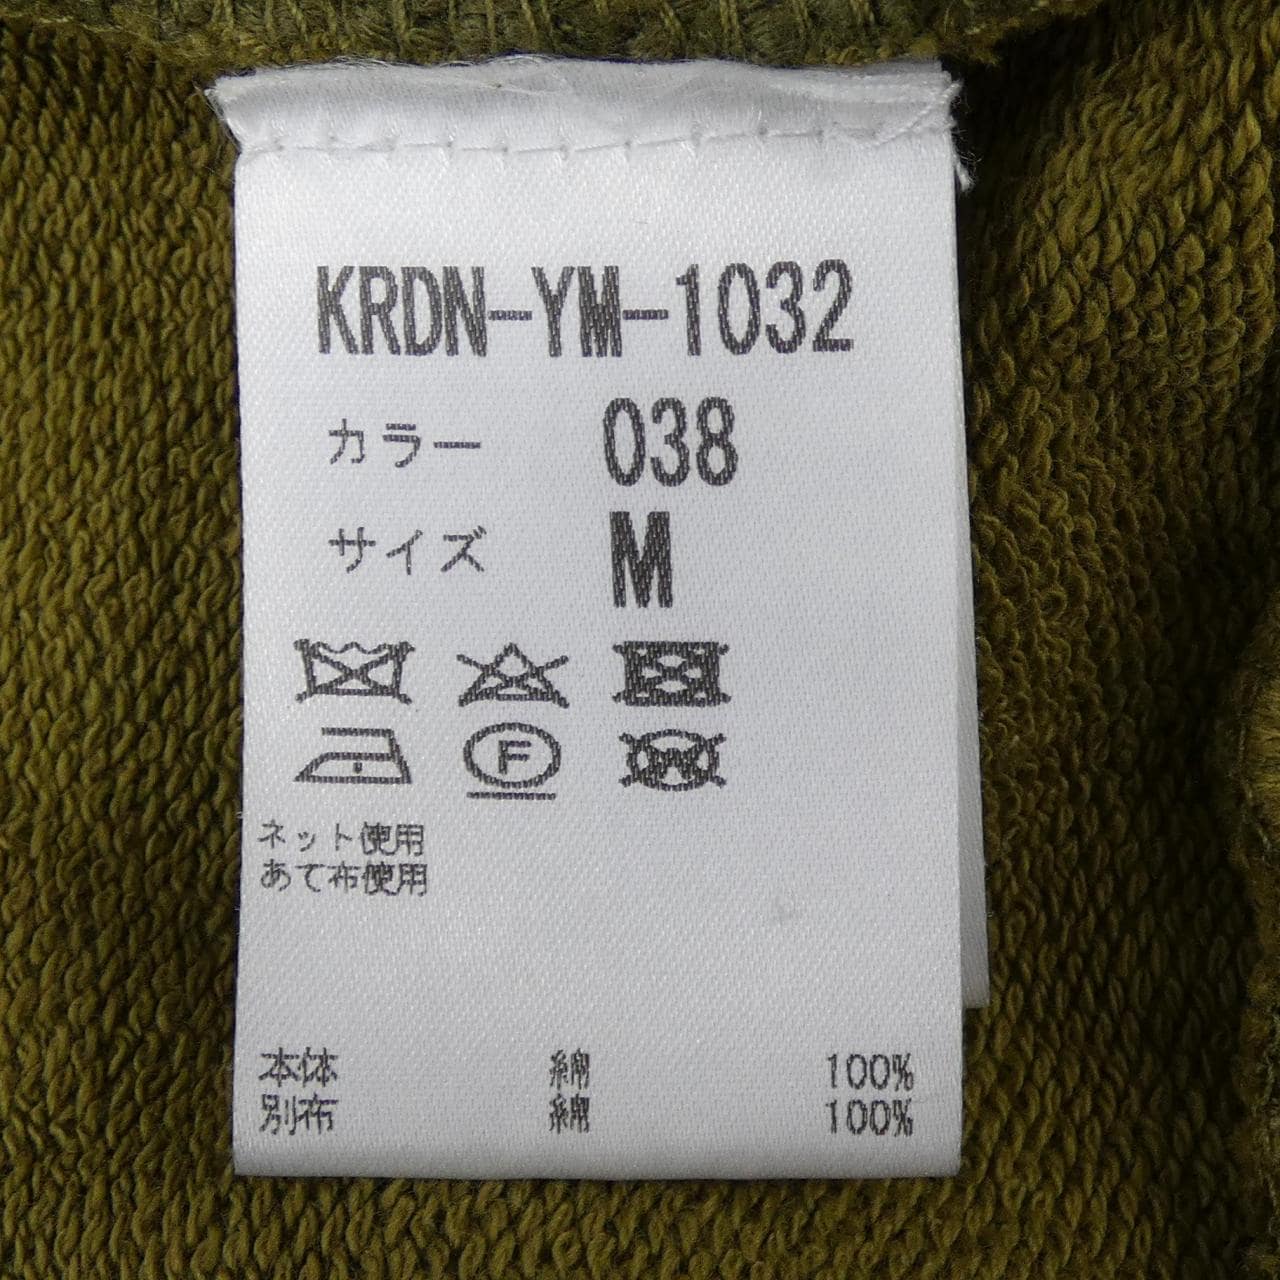 KRDN-YM-1032
カラー 038
サイズ M
F
W
ネット使用
あて布使用
本体 綿 100%
別布 綿 100%